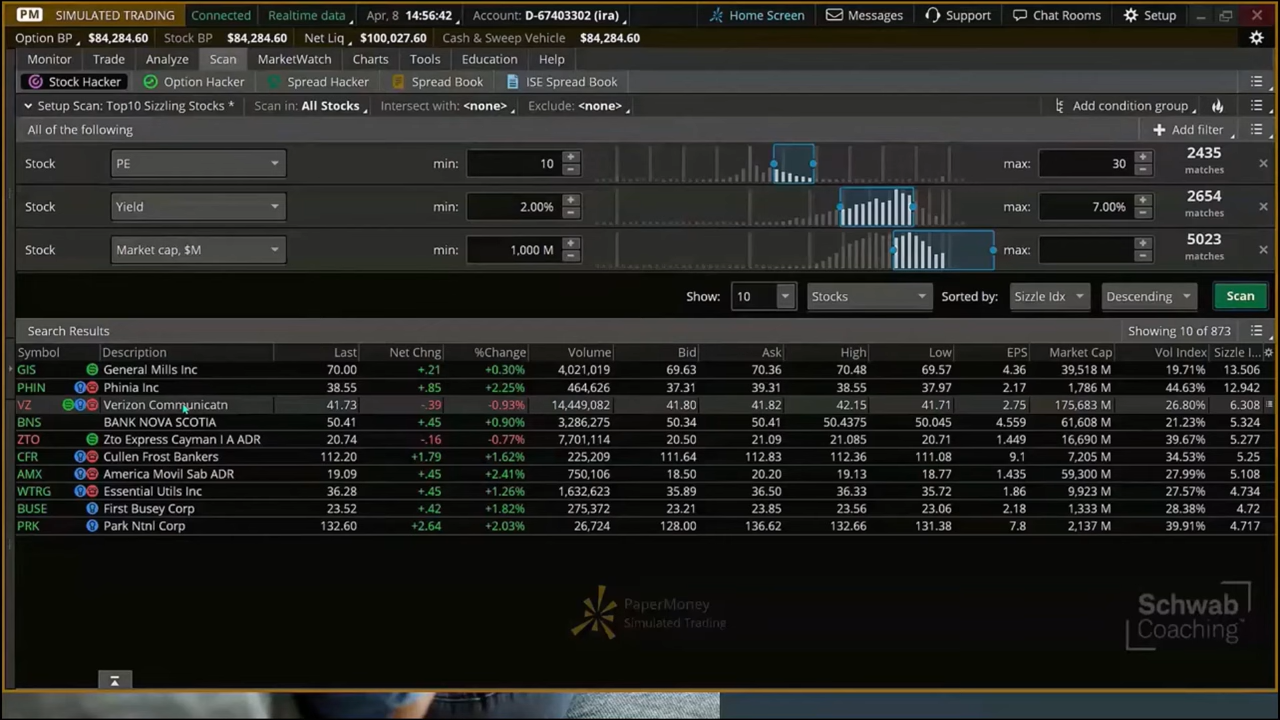 PM SIMULATED TRADING Connected Realtime data Apr, 8 14:56:42 Account: D-67403302 (ira) Home Screen Messages Support Chat Rooms Setup
Option BP $84,284.60 Stock BP $84,284.60 Net Liq $100,027.60 Cash & Sweep Vehicle $84,284.60
Monitor Trade Analyze Scan MarketWatch Charts Tools Education Help
Stock Hacker Option Hacker Spread Hacker Spread Book ISE Spread Book
Setup Scan: Top10 Sizzling Stocks * Scan in: All Stocks Intersect with: <none> Exclude: <none> Add condition group
All of the following Add filter
Stock PE min: 10 max: 30 2435 matches
Stock Yield min: 2.00% max: 7.00% 2654 matches
Stock Market cap, $M min: 1,000 M max: 5023 matches
Show: 10 Stocks Sorted by: Sizzle Idx Descending Scan
Search Results Showing 10 of 873
Symbol Description Last Net Chng %Change Volume Bid Ask High Low EPS Market Cap Vol Index Sizzle I...
GIS General Mills Inc 70.00 +.21 +0.30% 4,021,019 69.63 70.36 70.48 69.57 4.36 39,518 M 19.71% 13.506
PHIN Phinia Inc 38.55 +.85 +2.25% 464,626 37.31 39.31 38.55 37.97 2.17 1,786 M 44.63% 12.942
VZ Verizon Communicatn 41.73 -.39 -0.93% 14,449,082 41.80 41.82 42.15 41.71 2.75 175,683 M 26.80% 6.308
BNS BANK NOVA SCOTIA 50.41 +.45 +0.90% 3,286,275 50.34 50.41 50.4375 50.045 4.559 61,608 M 21.23% 5.324
ZTO Zto Express Cayman I A ADR 20.74 -.16 -0.77% 7,701,114 20.50 21.09 21.085 20.71 1.449 16,690 M 39.67% 5.277
CFR Cullen Frost Bankers 112.20 +1.79 +1.62% 225,209 111.64 112.83 113.26 111.08 9.1 7,205 M 34.53% 5.25
AMX America Movil Sab ADR 19.09 +.45 +2.41% 750,106 18.50 20.20 19.13 18.77 1.435 59,300 M 27.99% 5.108
WTRG Essential Utils Inc 36.28 +.45 +1.26% 1,632,623 35.89 36.50 36.33 35.72 1.86 9,923 M 27.57% 4.734
BUSE First Busey Corp 23.52 +.42 +1.82% 275,372 23.21 23.85 23.56 23.06 2.18 1,333 M 28.38% 4.72
PRK Park Ntnl Corp 132.60 +2.64 +2.03% 26,724 128.00 136.62 132.66 131.38 7.8 2,137 M 39.91% 4.717
PaperMoney
Simulated Trading
Schwab
Coaching